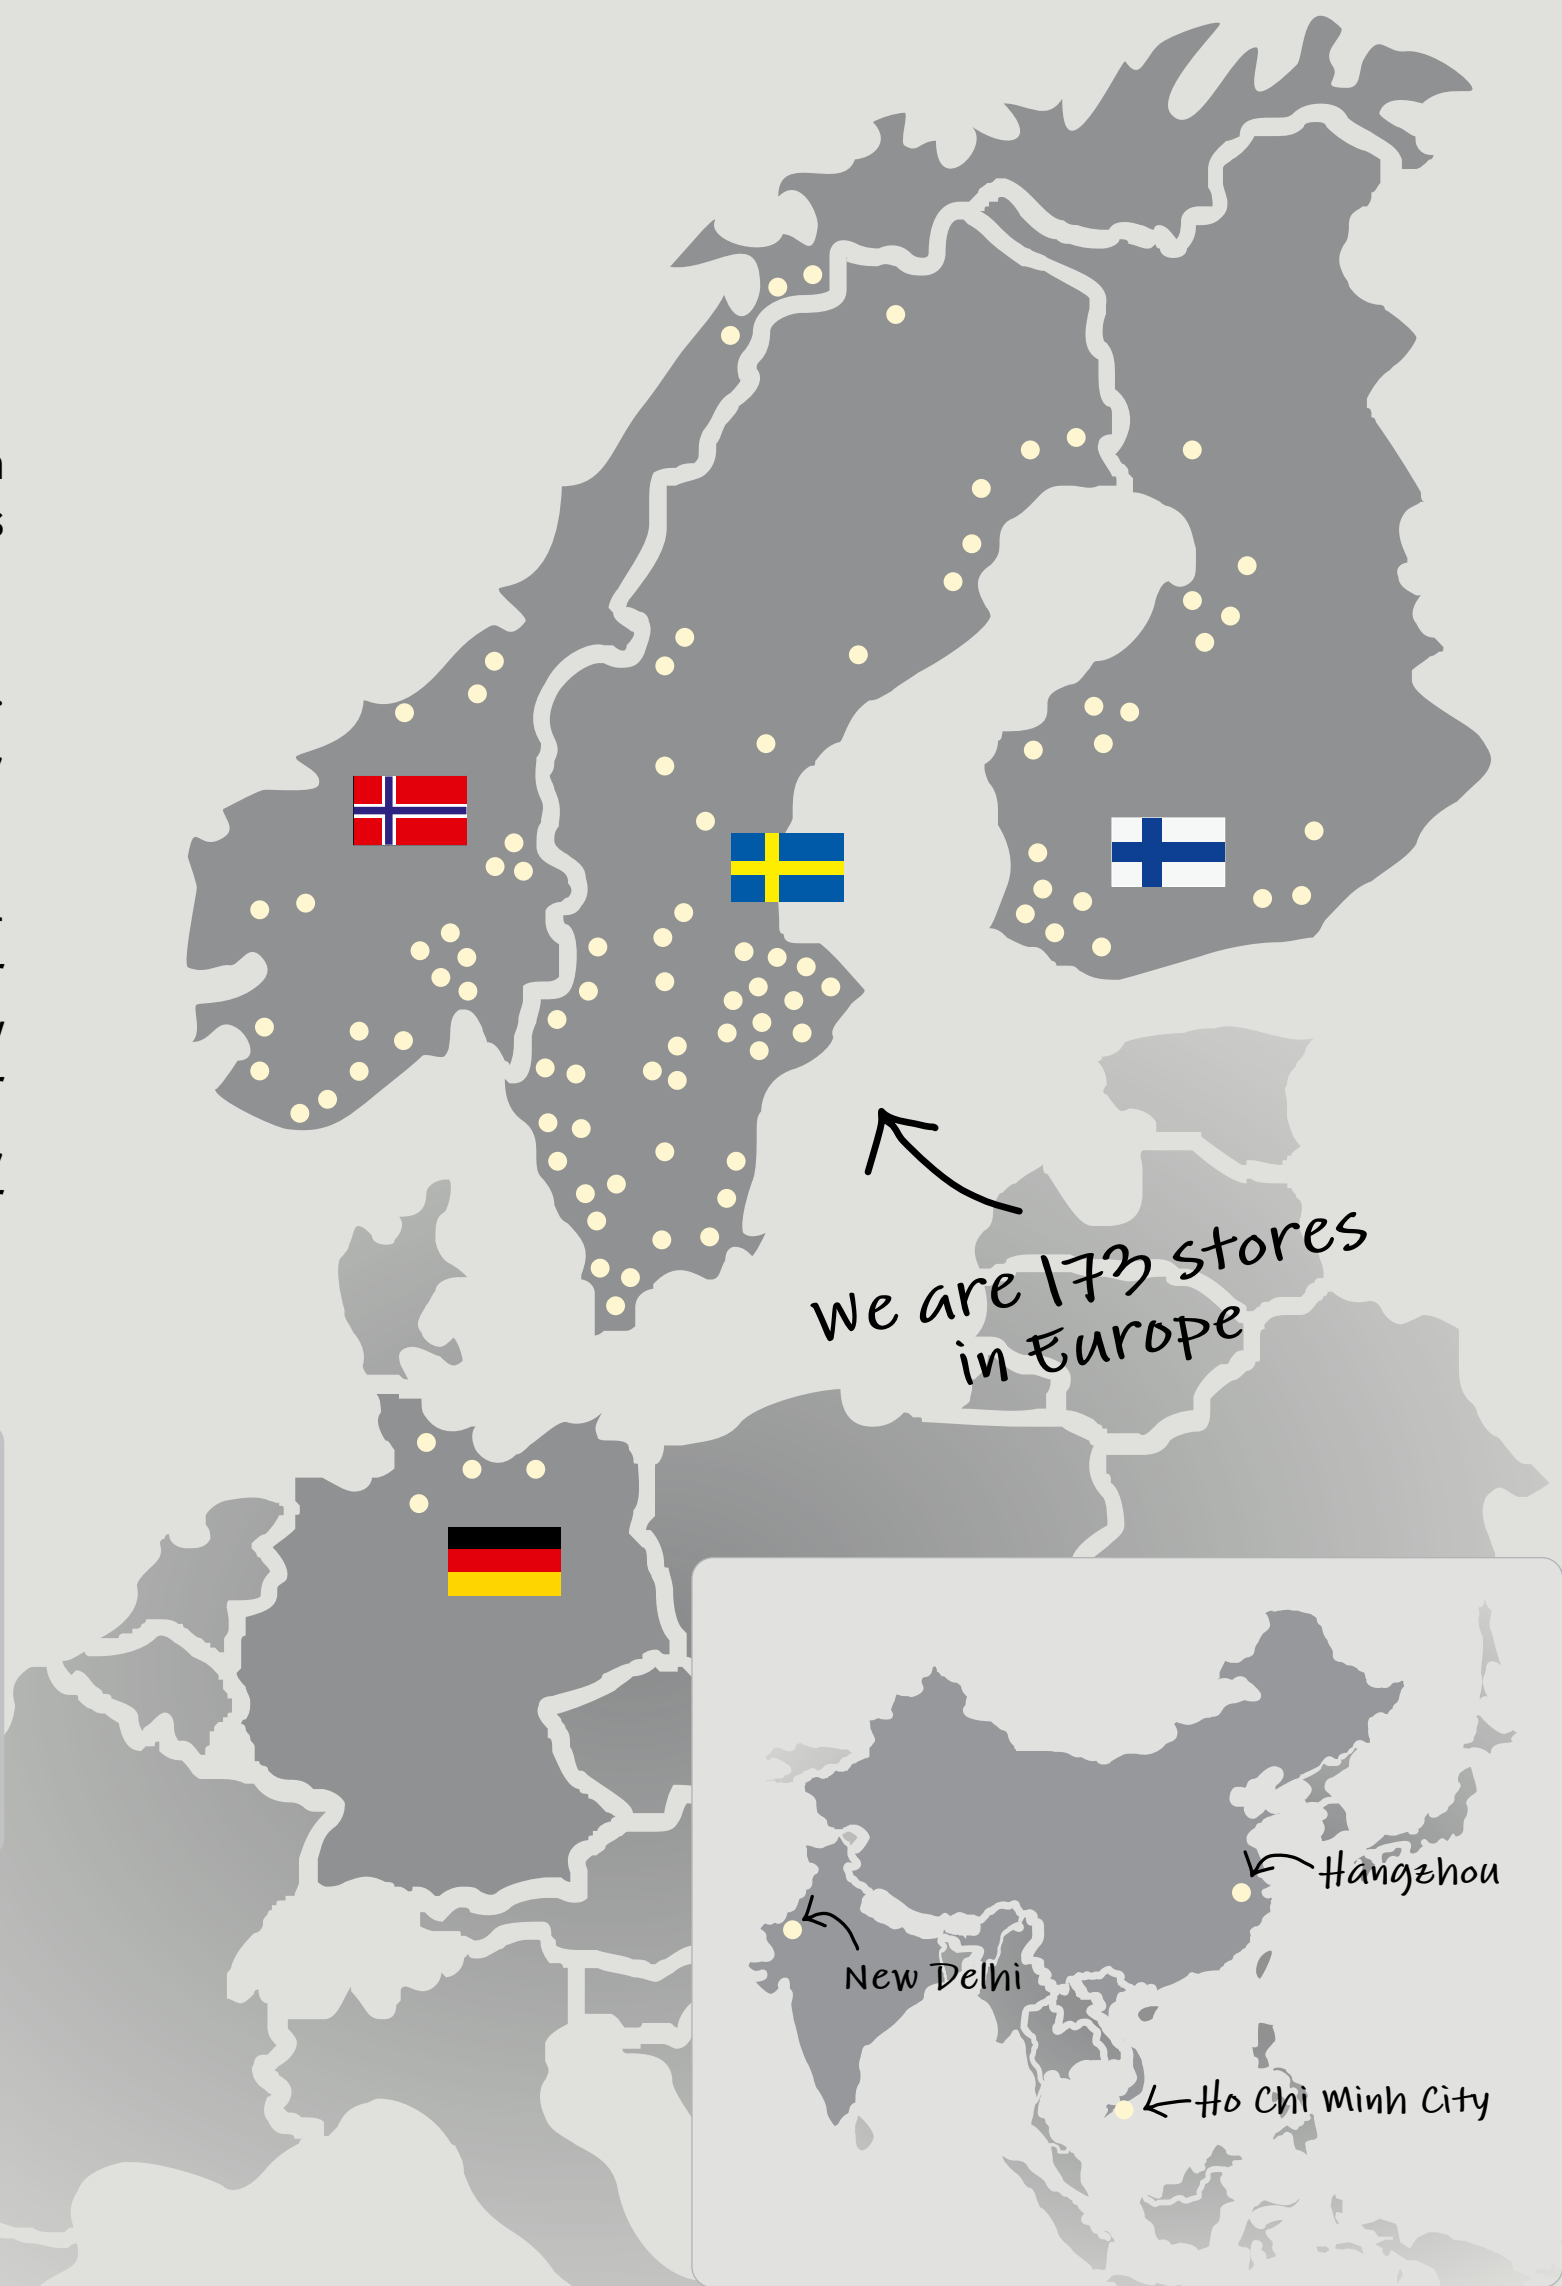 We are 173 stores
in Europe
Hangzhou
New Delhi
Ho Chi Minh City